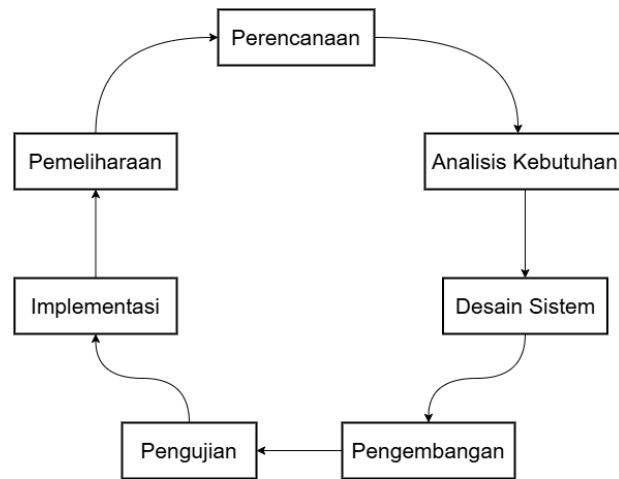 Perencanaan
Analisis Kebutuhan
Desain Sistem
Pengembangan
Pengujian
Implementasi
Pemeliharaan